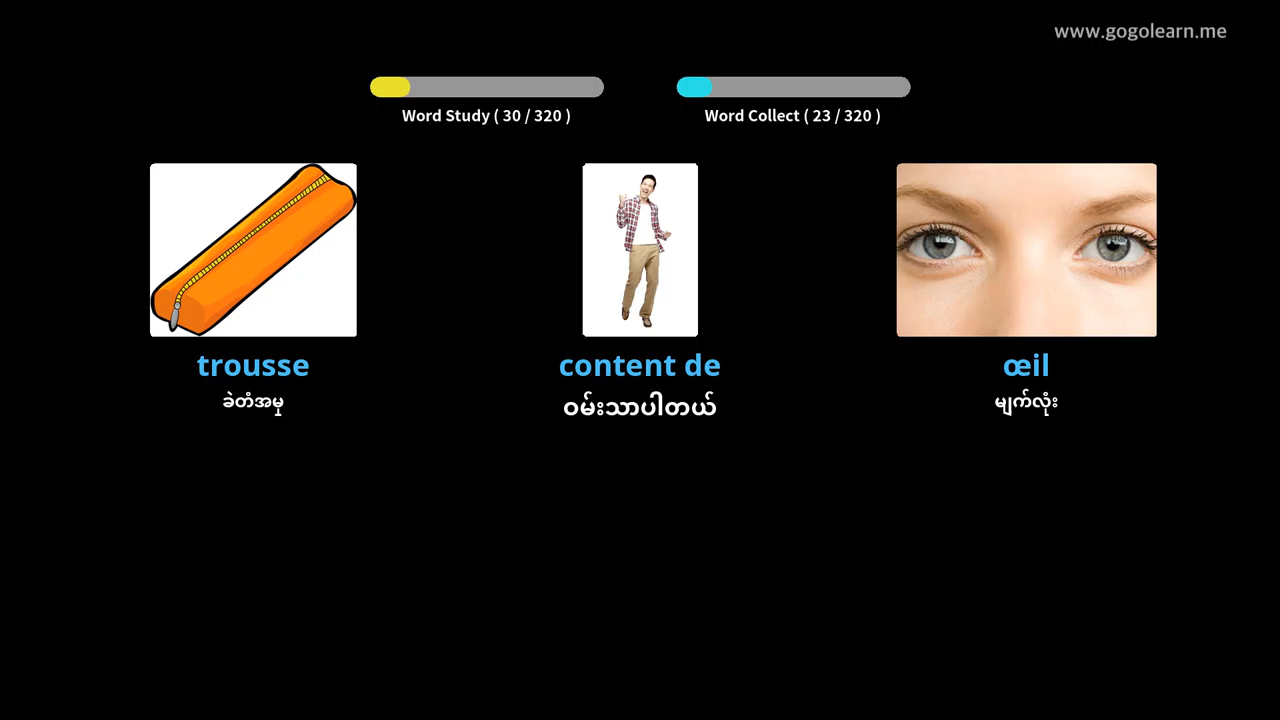 www.gogolearn.me
Word Study ( 30 / 320 )
Word Collect ( 23 / 320 )
trousse
content de
œil
ခဲတံအမှု
ဝမ်းသာပါတယ်
မျက်လုံး